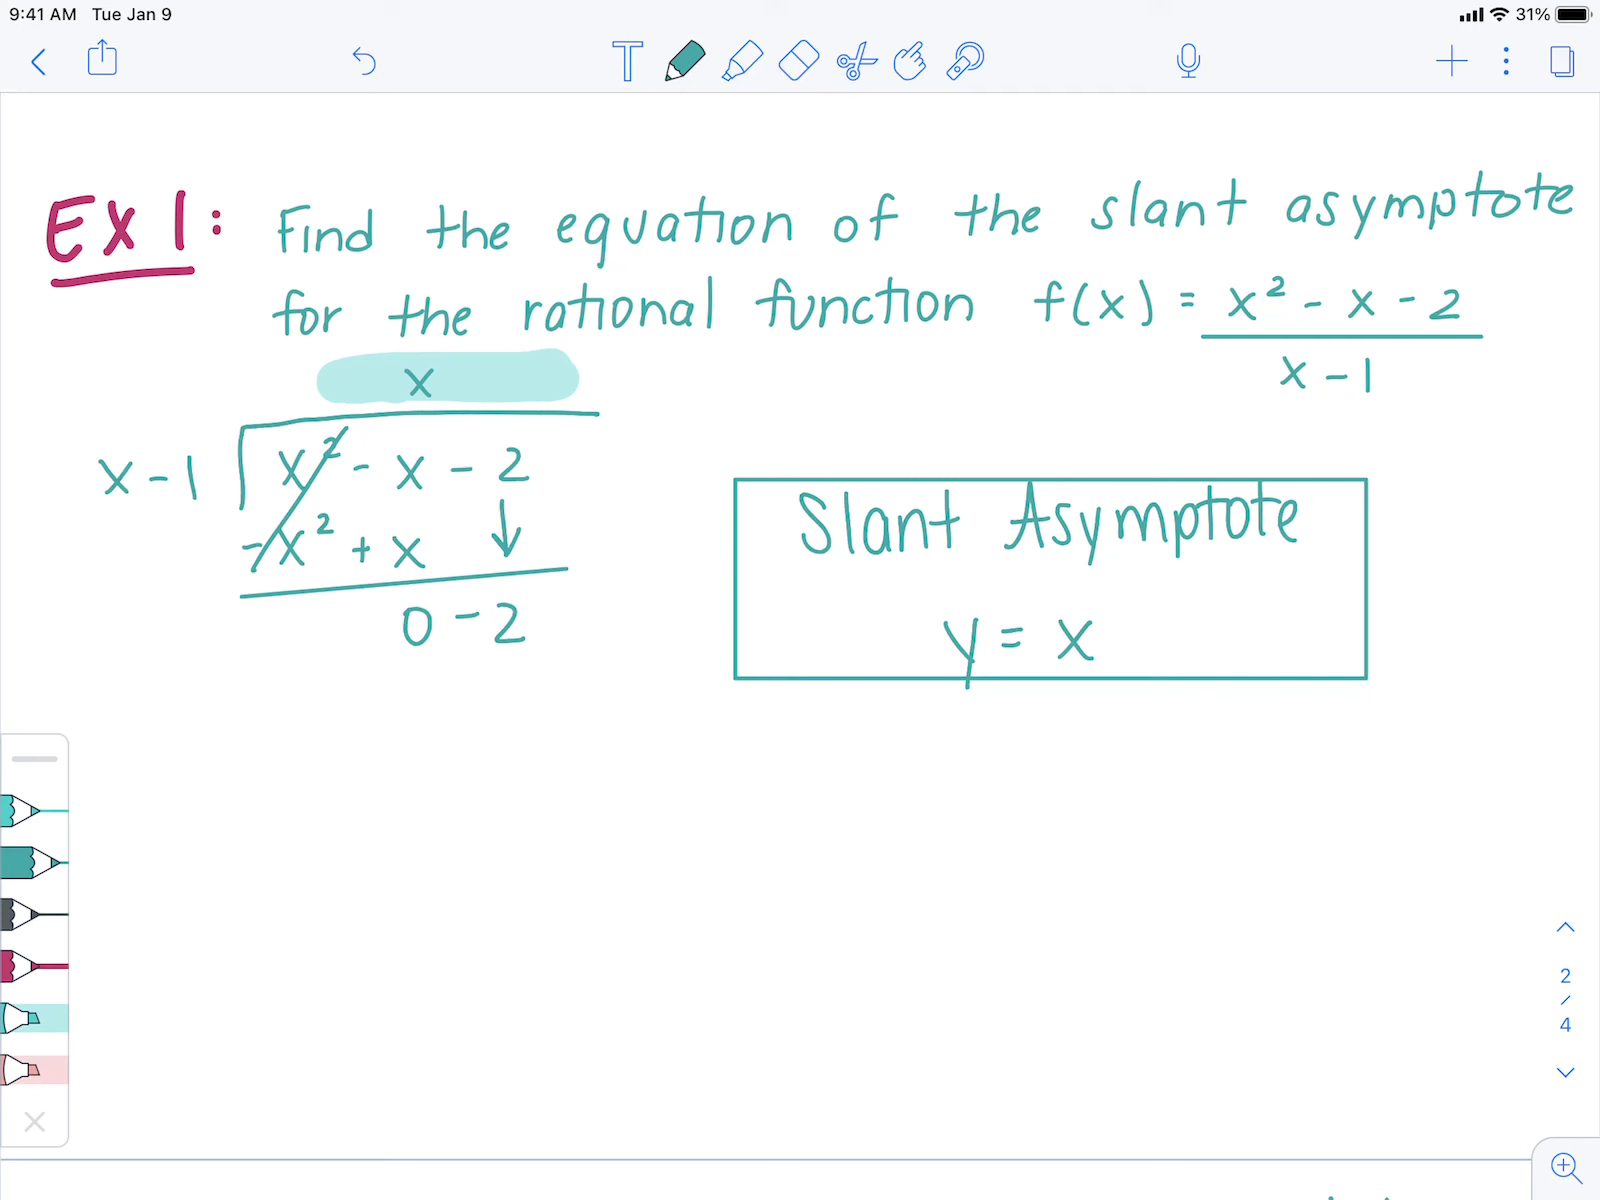 9:41 AM Tue Jan 9 31%
T
Ex 1: Find the equation of the slant asymptote
for the rational function f(x) = x² - x - 2
x - 1
x
x - 1 x² - x - 2
-x² + x
0 - 2
Slant Asymptote
y = x
2
/
4